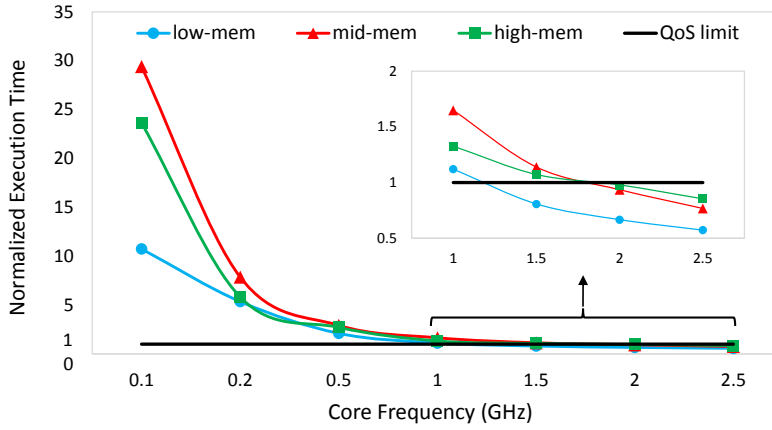 low-mem mid-mem high-mem QoS limit
Normalized Execution Time
35
30
25
20
15
10
5
1
0
2
1.5
1
0.5
1 1.5 2 2.5
0.1 0.2 0.5 1 1.5 2 2.5
Core Frequency (GHz)